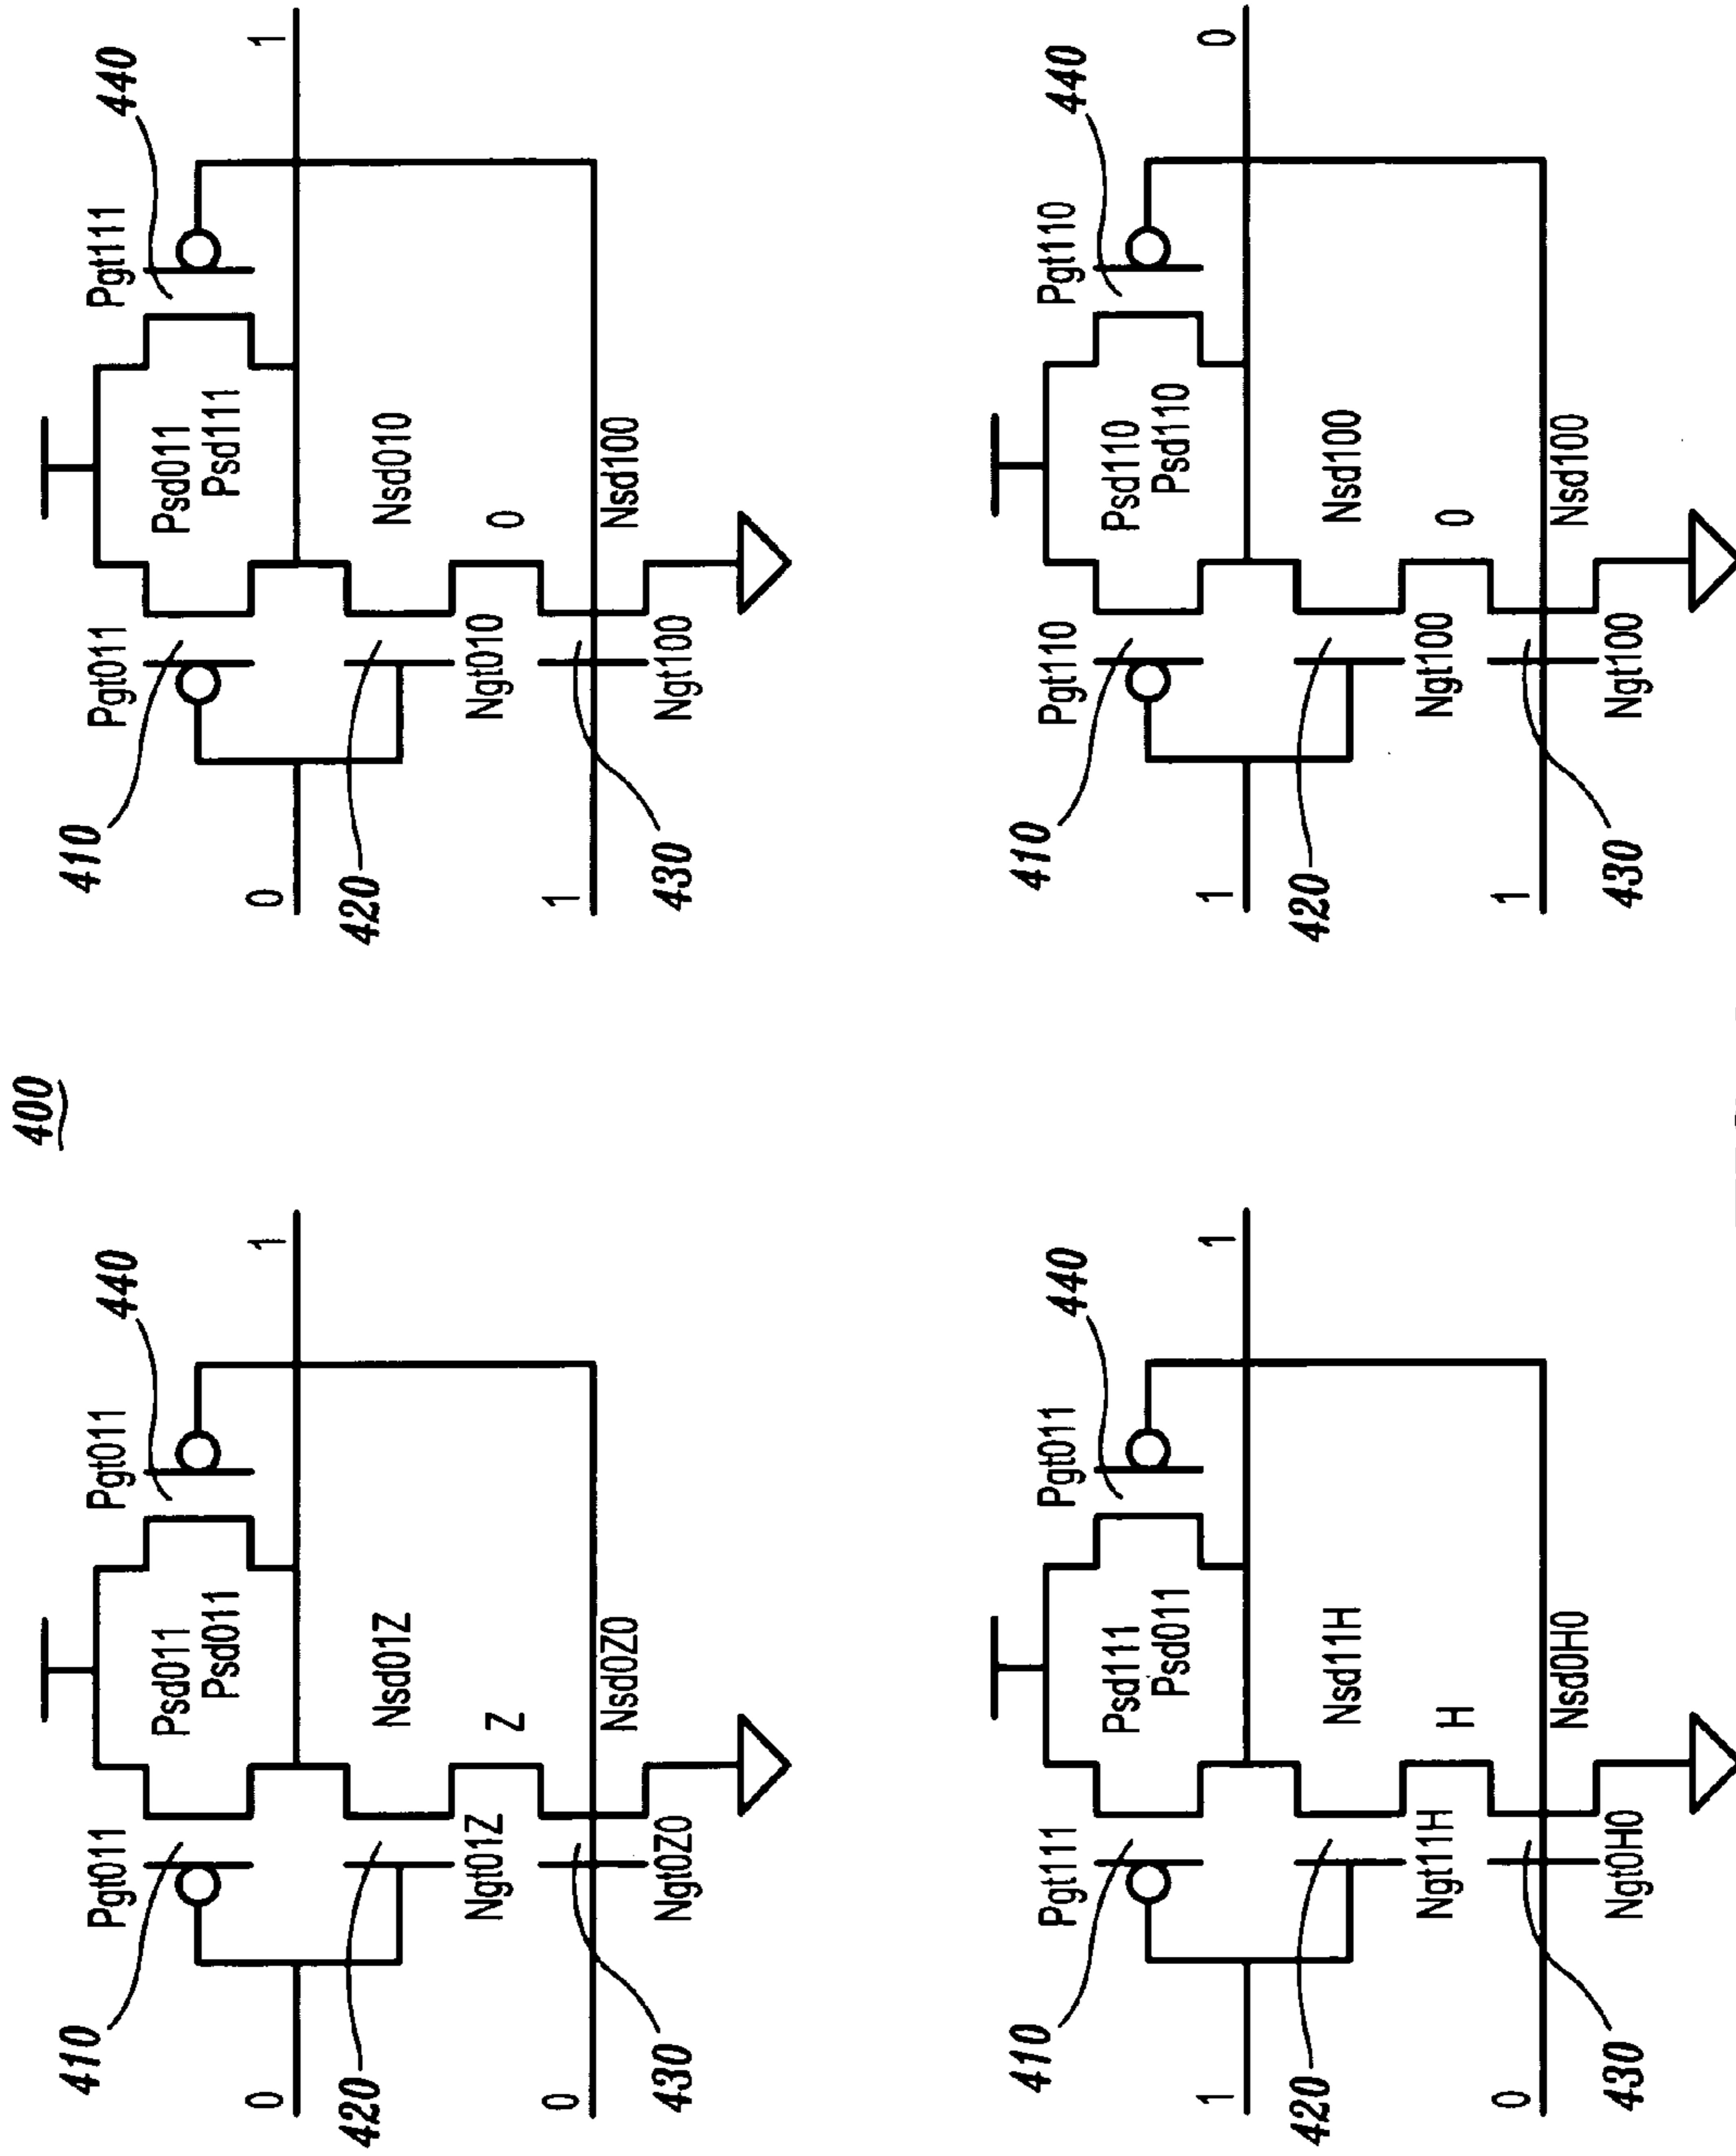 400
410
440
Pgt011
Pgt011
Psd011
Psd011
0
1
420
Nsd01Z
Ngt01Z
Z
0
Nsd0Z0
430
Ngt0Z0
410
440
Pgt011
Pgt111
Psd011
Psd111
0
1
420
Nsd010
Ngt010
0
1
Nsd100
430
Ngt100
410
440
Pgt111
Pgt011
Psd111
Psd011
1
1
420
Nsd11H
Ngt11H
H
0
Nsd0H0
430
Ngt0H0
410
440
Pgt110
Pgt110
Psd110
Psd110
1
0
420
Nsd100
Ngt100
0
1
Nsd100
430
Ngt100